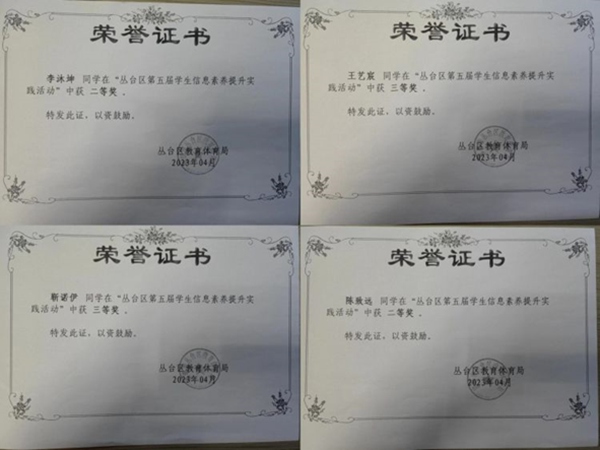 荣誉证书
李泳坤 同学在“丛台区第五届学生信息素养提升实
践活动”中获 二等奖 .
特发此证, 以资鼓励。
丛台区教育体育局
2023年04月
荣誉证书
王艺宸 同学在“丛台区第五届学生信息素养提升实
践活动”中获 三等奖 .
特发此证, 以资鼓励。
丛台区教育体育局
2023年04月
荣誉证书
靳诺伊 同学在“丛台区第五届学生信息素养提升实
践活动”中获 三等奖 .
特发此证, 以资鼓励。
丛台区教育体育局
2023年04月
荣誉证书
陈致远 同学在“丛台区第五届学生信息素养提升实
践活动”中获 二等奖 .
特发此证, 以资鼓励。
丛台区教育体育局
2023年04月